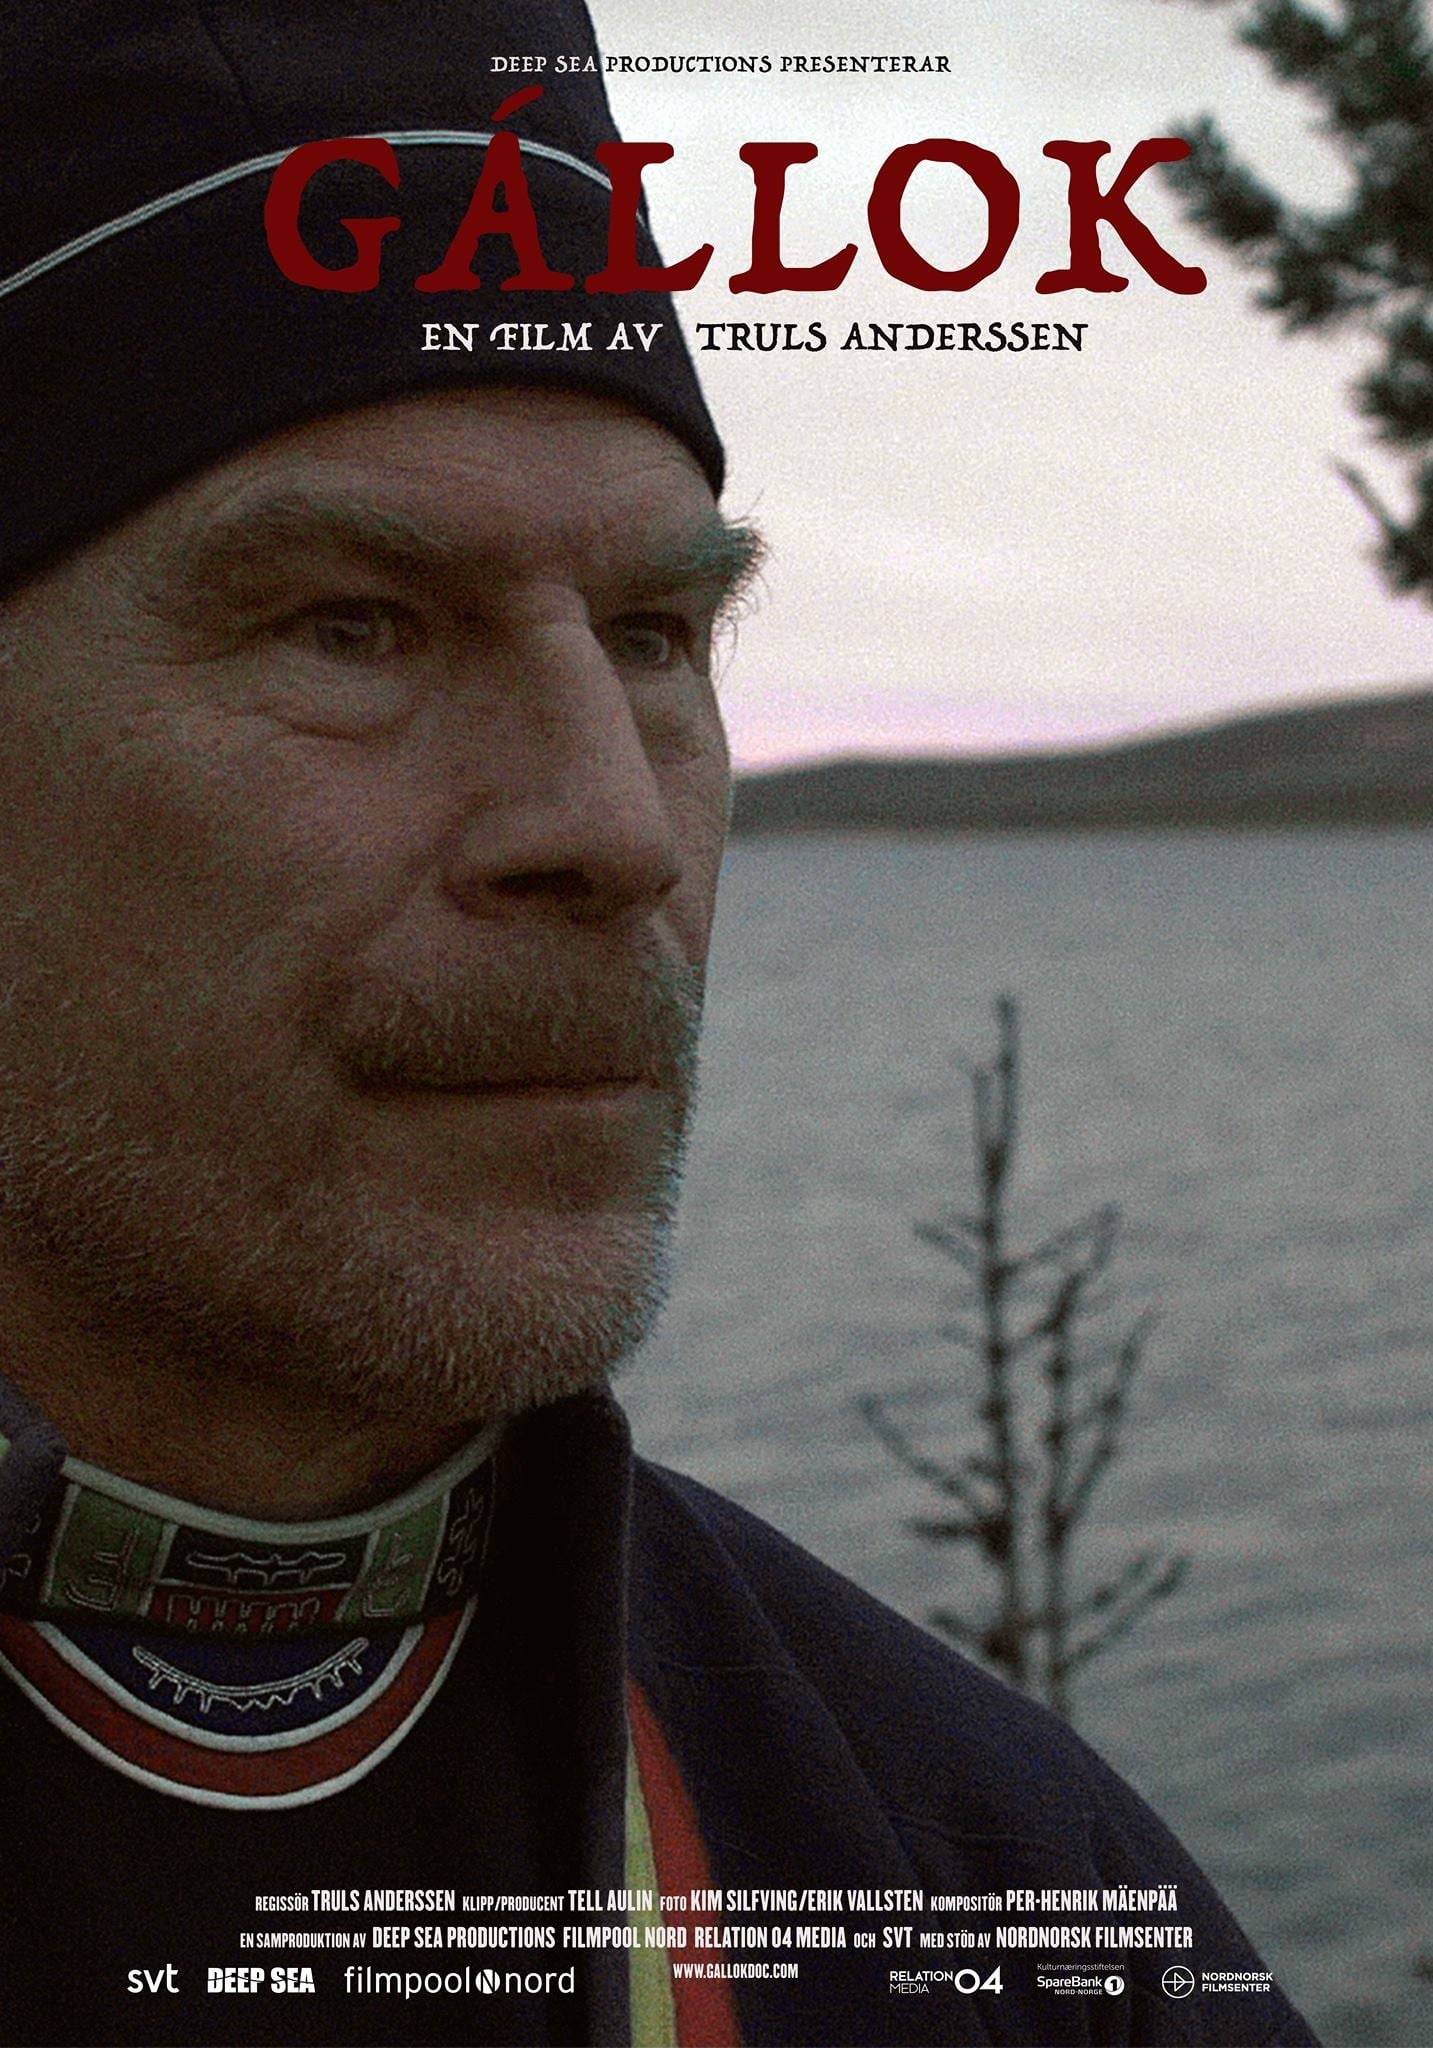 DEEP SEA PRODUCTIONS PRESENTERAR
GÁLLOK
EN FILM AV TRULS ANDERSSEN
REGISSÖR TRULS ANDERSSEN KLIPP/PRODUCENT TELL AULIN FOTO KIM SILFVING/ERIK VALLSTEN KOMPOSITÖR PER-HENRIK MÄENPÄÄ
EN SAMPRODUKTION AV DEEP SEA PRODUCTIONS FILMPOOL NORD RELATION 04 MEDIA OCH SVT MED STÖD AV NORDNORSK FILMSENTER
WWW.GALLOKDOC.COM
svt DEEP SEA filmpool nord
RELATION 04
MEDIA
Kulturnæringsstiftelsen
SpareBank 1
NORD-NORGE
NORDNORSK
FILMSENTER